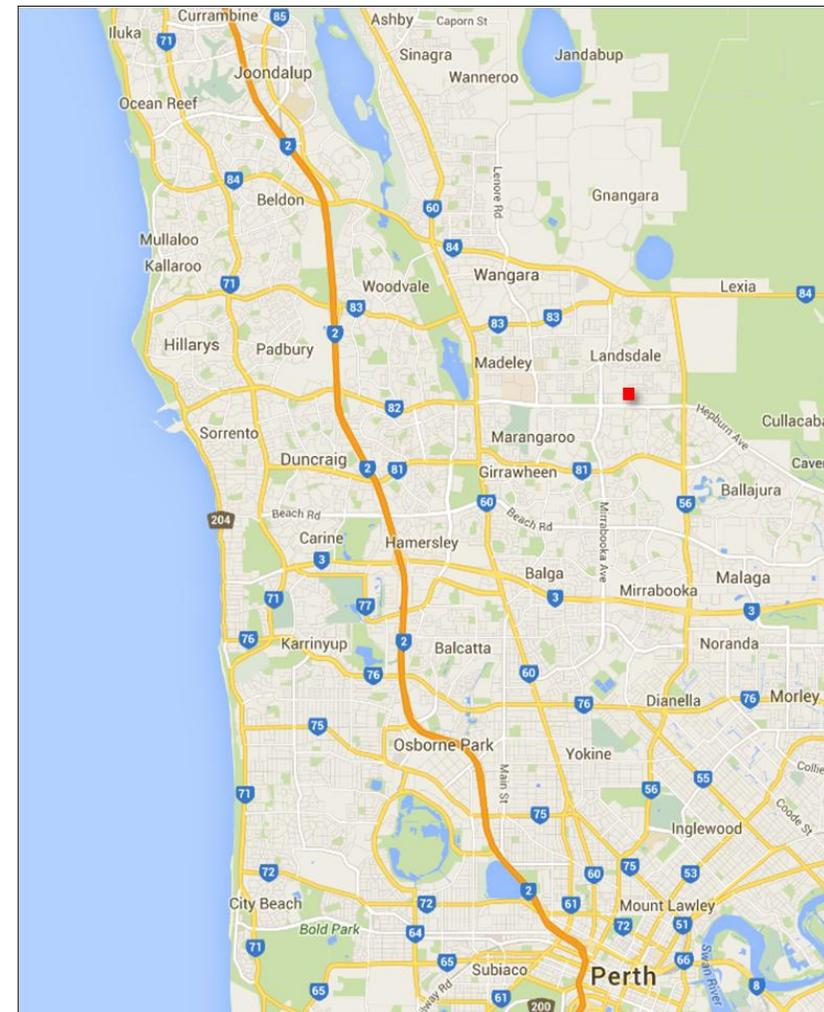 Currambine
85
Ashby
Caporn St
Iluka
71
Sinagra
Jandabup
Joondalup
Wanneroo
Ocean Reef
2
Lenore Rd
84
Beldon
60
Gnangara
Mullaloo
84
Kallaroo
Wangara
71
Woodvale
Lexia
84
83
83
83
2
Hillarys
Padbury
Madeley
Landsdale
82
Hepburn Ave
Sorrento
Marangaroo
Duncraig
2
81
Girrawheen
81
Ballajura
60
56
204
Beach Rd
Beach Rd
Mirrabooka Ave
Carine
Hamersley
3
Balga
Malaga
71
77
3
Mirrabooka
3
76
Karrinyup
2
Balcatta
Noranda
76
60
76
Dianella
76
Morley
75
Osborne Park
Yokine
Main St
55
71
56
75
Coode St
Inglewood
72
75
60
53
2
City Beach
72
61
Mount Lawley
Bold Park
64
72
51
71
65
Subiaco
66
Swan River
Perth
65
61
200
8